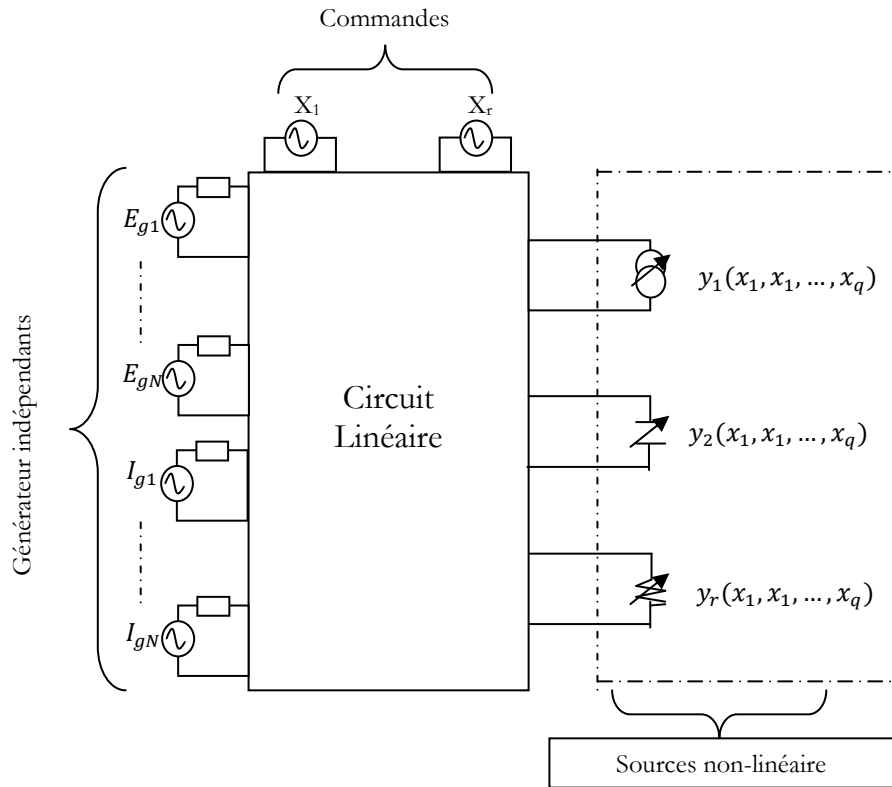 Commandes
X1
Xr
Générateur indépendants
Eg1
EgN
Ig1
IgN
Circuit
Linéaire
y1(x1, x1, ..., xq)
y2(x1, x1, ..., xq)
yr(x1, x1, ..., xq)
Sources non-linéaire